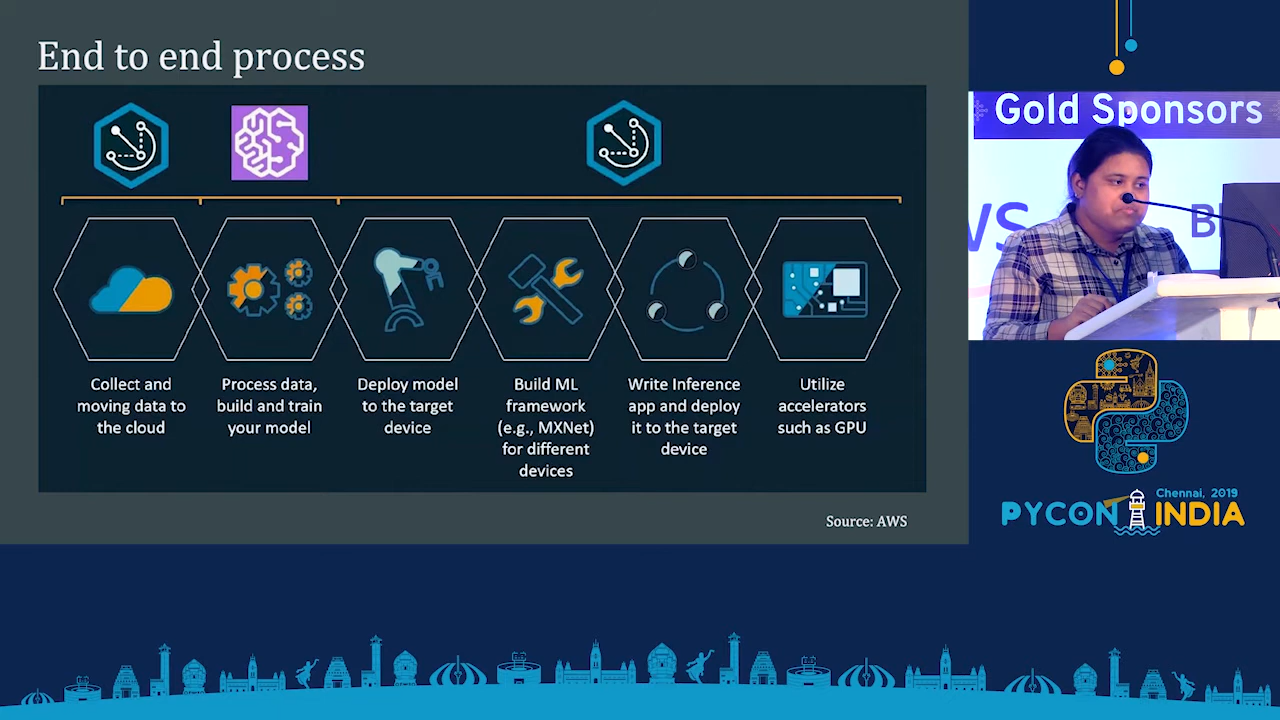 End to end process
Collect and
moving data to
the cloud
Process data,
build and train
your model
Deploy model
to the target
device
Build ML
framework
(e.g., MXNet)
for different
devices
Write Inference
app and deploy
it to the target
device
Utilize
accelerators
such as GPU
Source: AWS
Gold Sponsors
Chennai, 2019
PYCON INDIA